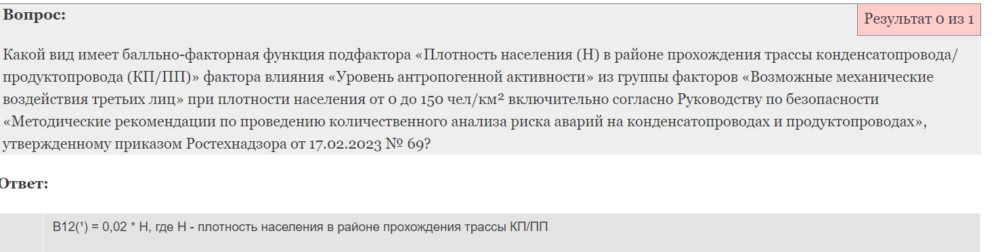 Вопрос:
Результат 0 из 1
Какой вид имеет балльно-факторная функция подфактора «Плотность населения (Н) в районе прохождения трассы конденсатопровода/
продуктопровода (КП/ПП)» фактора влияния «Уровень антропогенной активности» из группы факторов «Возможные механические
воздействия третьих лиц» при плотности населения от 0 до 150 чел/км² включительно согласно Руководству по безопасности
«Методические рекомендации по проведению количественного анализа риска аварий на конденсатопроводах и продуктопроводах»,
утвержденному приказом Ростехнадзора от 17.02.2023 № 69?
Ответ:
B12(¹) = 0,02 * Н, где Н - плотность населения в районе прохождения трассы КП/ПП